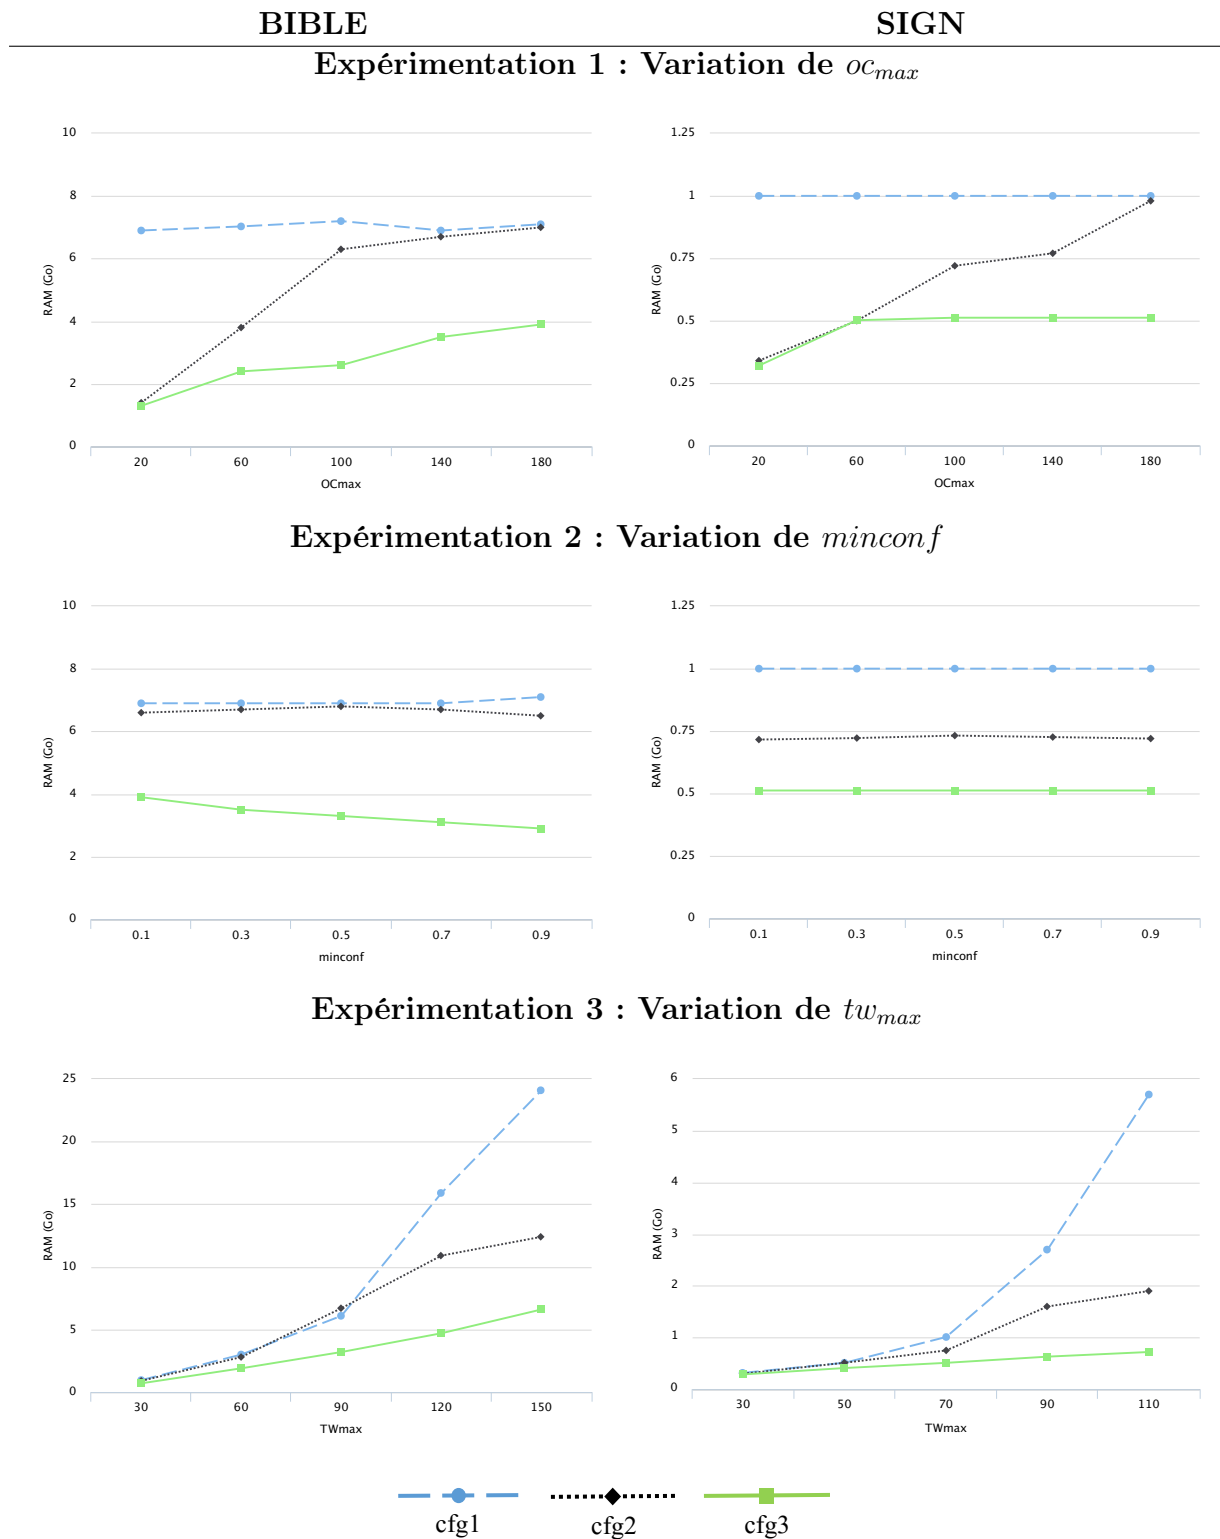 BIBLE SIGN
Expérimentation 1 : Variation de oc_max
10
8
6
4
2
0
RAM (Go)
20 60 100 140 180
OCmax
1.25
1
0.75
0.5
0.25
0
RAM (Go)
20 60 100 140 180
OCmax
Expérimentation 2 : Variation de minconf
10
8
6
4
2
0
RAM (Go)
0.1 0.3 0.5 0.7 0.9
minconf
1.25
1
0.75
0.5
0.25
0
RAM (Go)
0.1 0.3 0.5 0.7 0.9
minconf
Expérimentation 3 : Variation de tw_max
25
20
15
10
5
0
RAM (Go)
30 60 90 120 150
TWmax
6
5
4
3
2
1
0
RAM (Go)
30 50 70 90 110
TWmax
cfg1 cfg2 cfg3